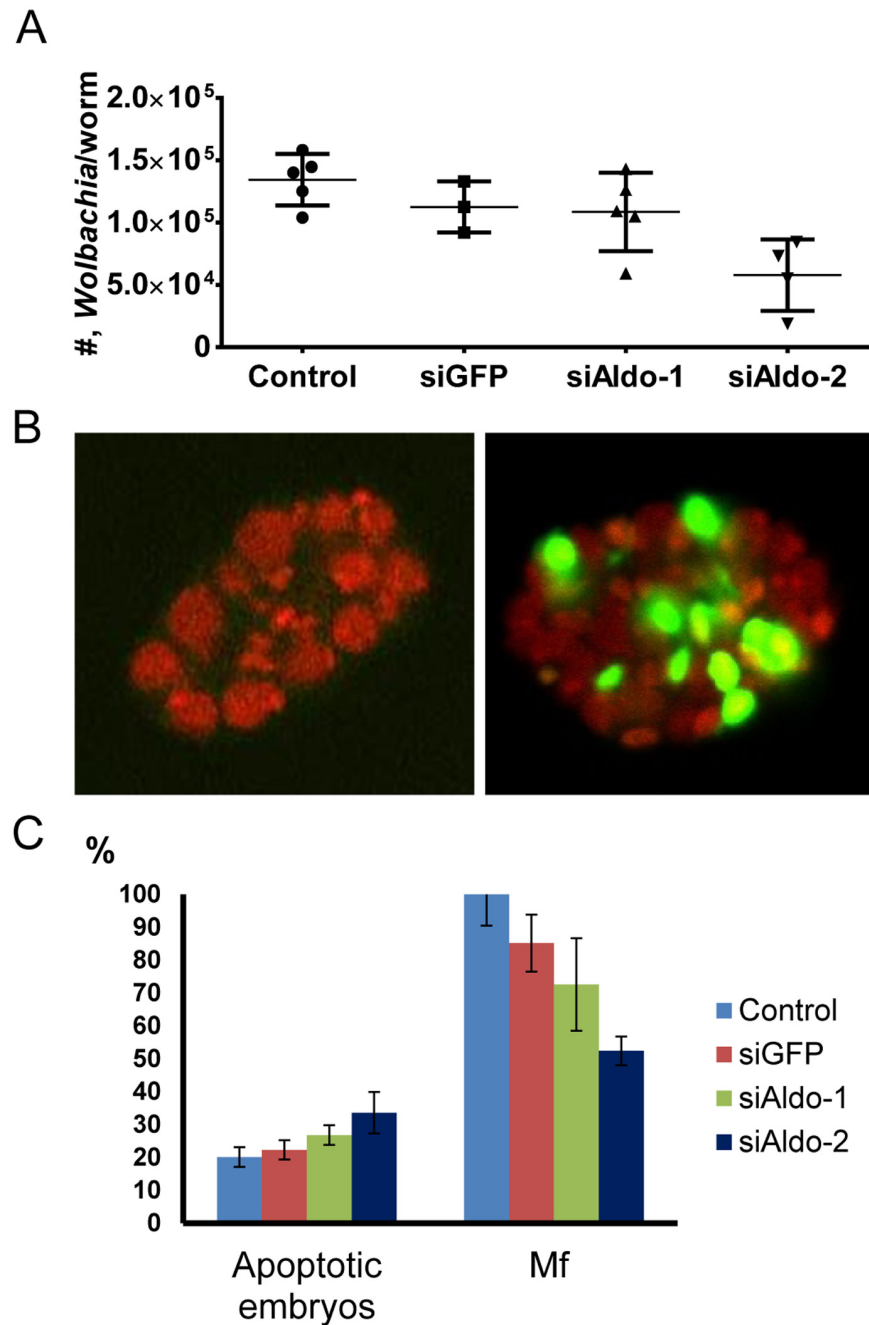 A
#, Wolbachia/worm
2.0×10⁵
1.5×10⁵
1.0×10⁵
5.0×10⁴
0
Control siGFP siAldo-1 siAldo-2
B
C
%
100
90
80
70
60
50
40
30
20
10
0
Apoptotic
embryos
Mf
Control
siGFP
siAldo-1
siAldo-2